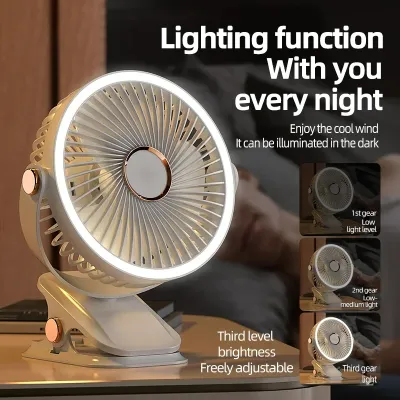 Lighting function
With you
every night
Enjoy the cool wind
It can be illuminated in the dark
1st gear
Low
light level
2nd gear
Low-
medium light
Third gear
light
Third level
brightness
Freely adjustable